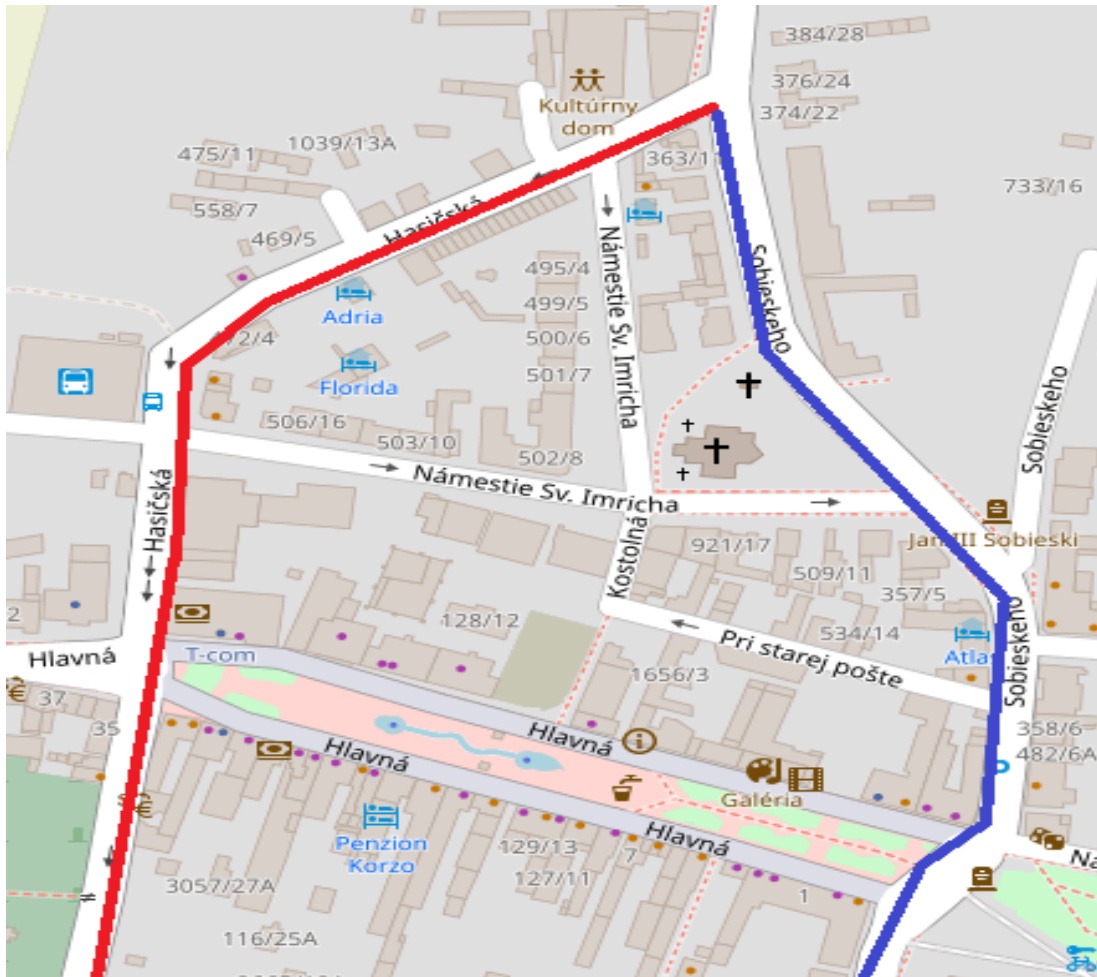 384/28
376/24
374/22
Kultúrny
dom
363/1
1039/13A
475/11
558/7
469/5
733/16
Hasičská
Námestie Sv. Imricha
Sobieskeho
495/4
499/5
500/6
501/7
Adria
Florida
506/16
503/10
502/8
Námestie Sv. Imricha
Hasičská
Kostolná
Sobieskeho
Jan III Sobieski
921/17
509/11
357/5
534/14
Atlas
Sobieskeho
Pri starej pošte
128/12
1656/3
2
Hlavná
T-com
37
35
358/6
482/6A
Hlavná
Hlavná
Galéria
Hlavná
Penzion
Korzo
129/13
7
127/11
1
3057/27A
116/25A